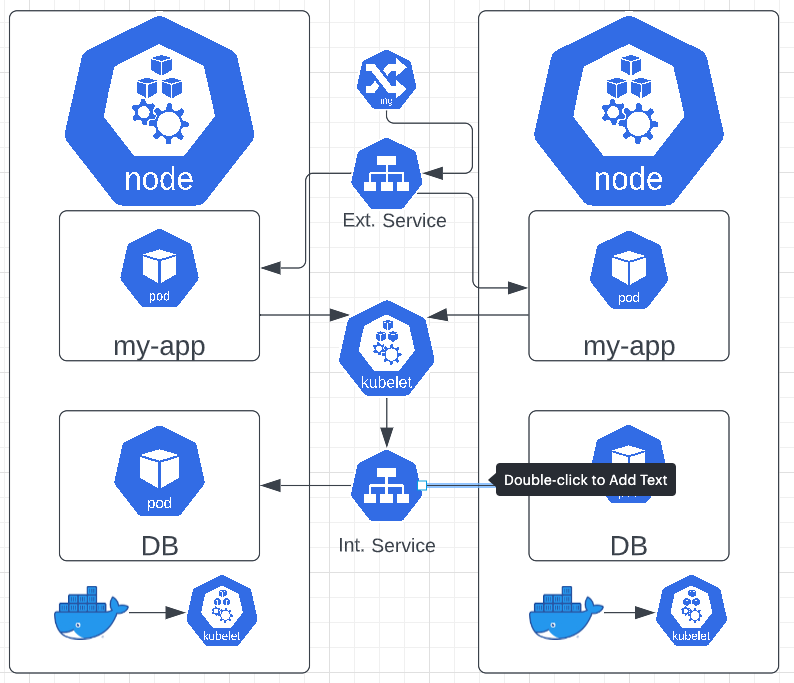 node
pod
my-app
pod
DB
kubelet
ing
Ext. Service
kubelet
Int. Service
node
pod
my-app
Double-click to Add Text
DB
kubelet